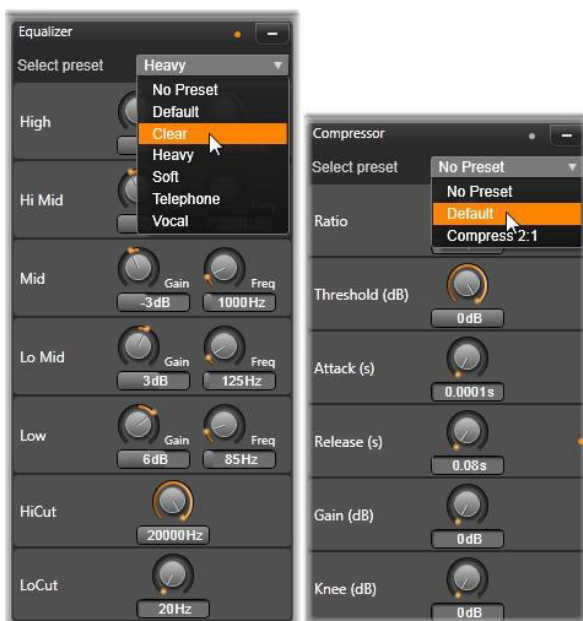 Equalizer
Select preset Heavy
No Preset
Default
Clear
Heavy
Soft
Telephone
Vocal
High
Hi Mid
Mid
Gain Freq
-3dB 1000Hz
Lo Mid
Gain Freq
3dB 125Hz
Low
Gain Freq
6dB 85Hz
HiCut
20000Hz
LoCut
20Hz
Compressor
Select preset No Preset
No Preset
Default
Compress 2:1
Ratio
Threshold (dB)
0dB
Attack (s)
0.0001s
Release (s)
0.08s
Gain (dB)
0dB
Knee (dB)
0dB